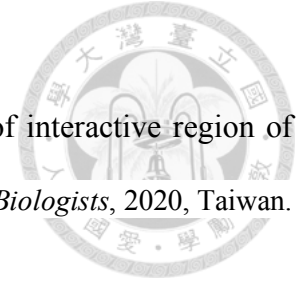 of interactive region of
Biologists, 2020, Taiwan.